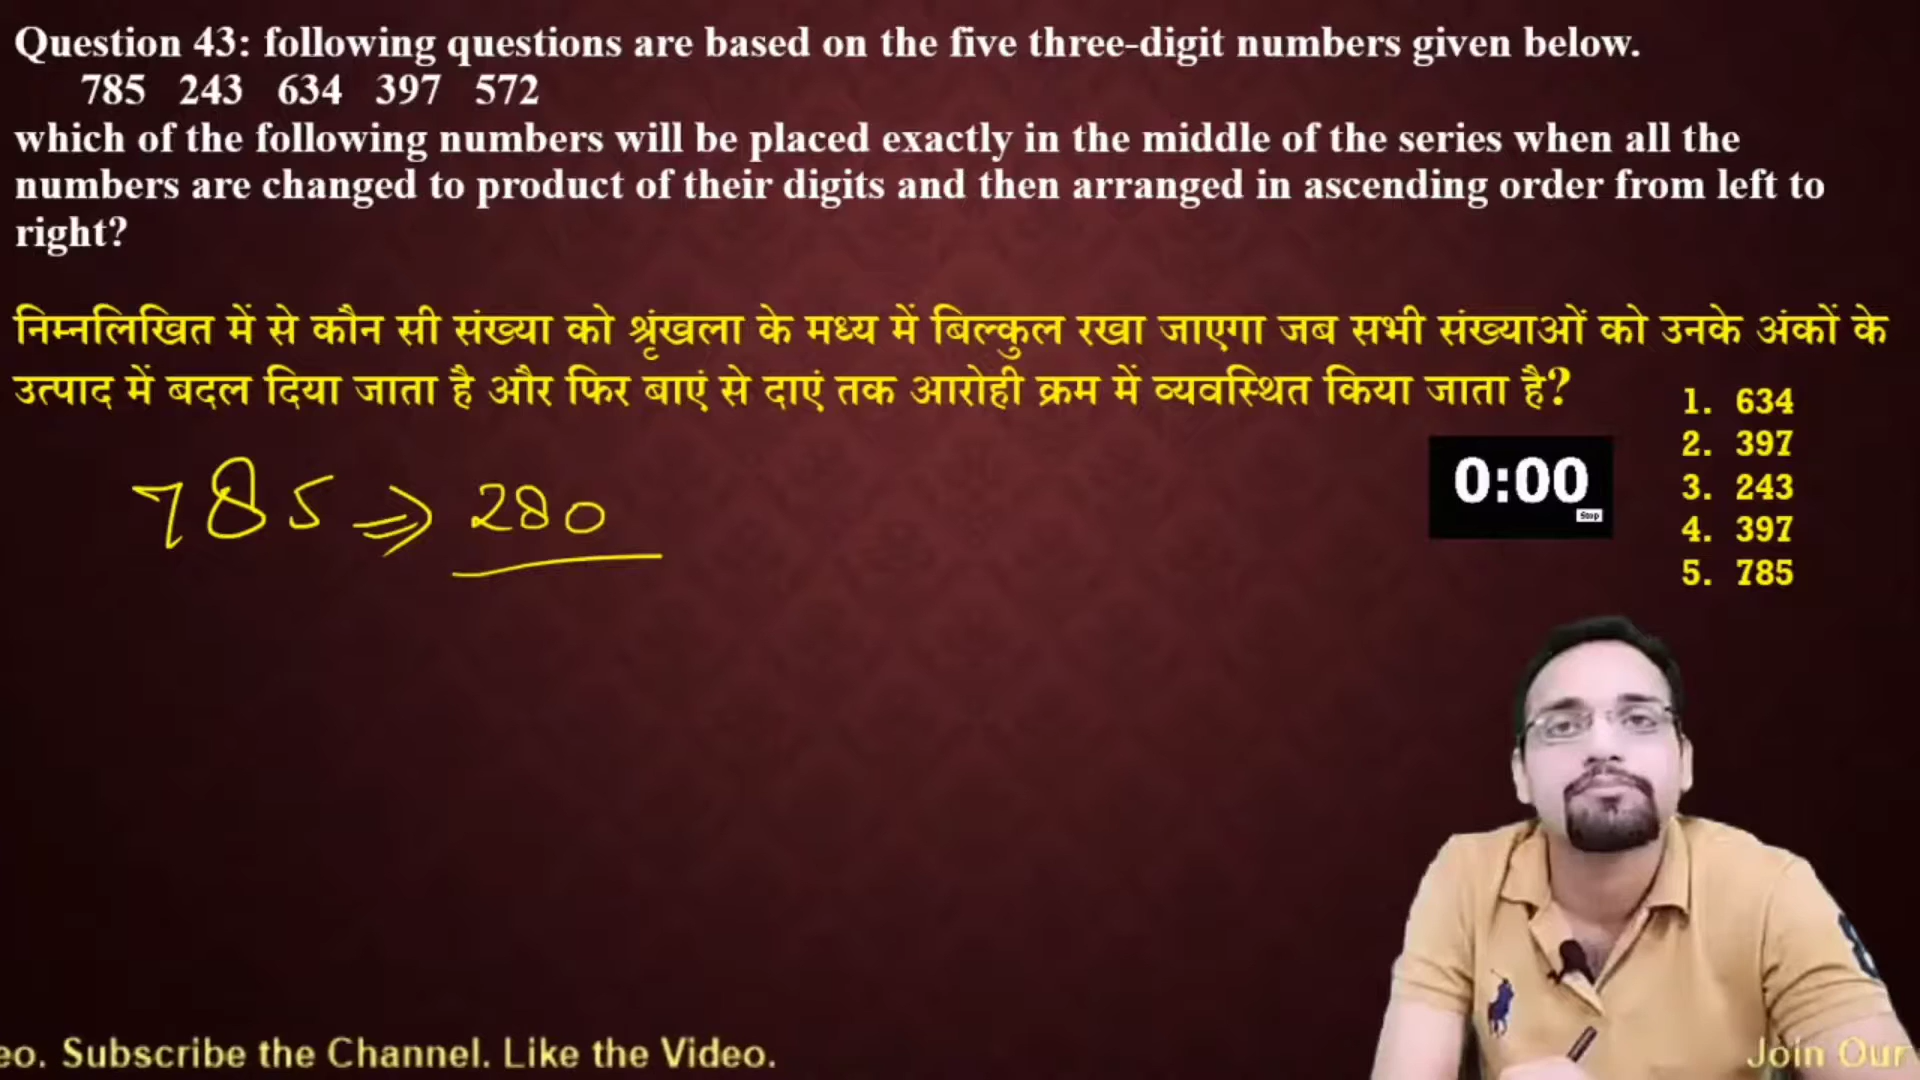 Question 43: following questions are based on the five three-digit numbers given below.
785 243 634 397 572
which of the following numbers will be placed exactly in the middle of the series when all the
numbers are changed to product of their digits and then arranged in ascending order from left to
right?
निम्नलिखित में से कौन सी संख्या को श्रृंखला के मध्य में बिल्कुल रखा जाएगा जब सभी संख्याओं को उनके अंकों के
उत्पाद में बदल दिया जाता है और फिर बाएं से दाएं तक आरोही क्रम में व्यवस्थित किया जाता है?
1. 634
2. 397
3. 243
4. 397
5. 785
0:00
Stop
785 ⇒ 280
eo. Subscribe the Channel. Like the Video.
Join Our